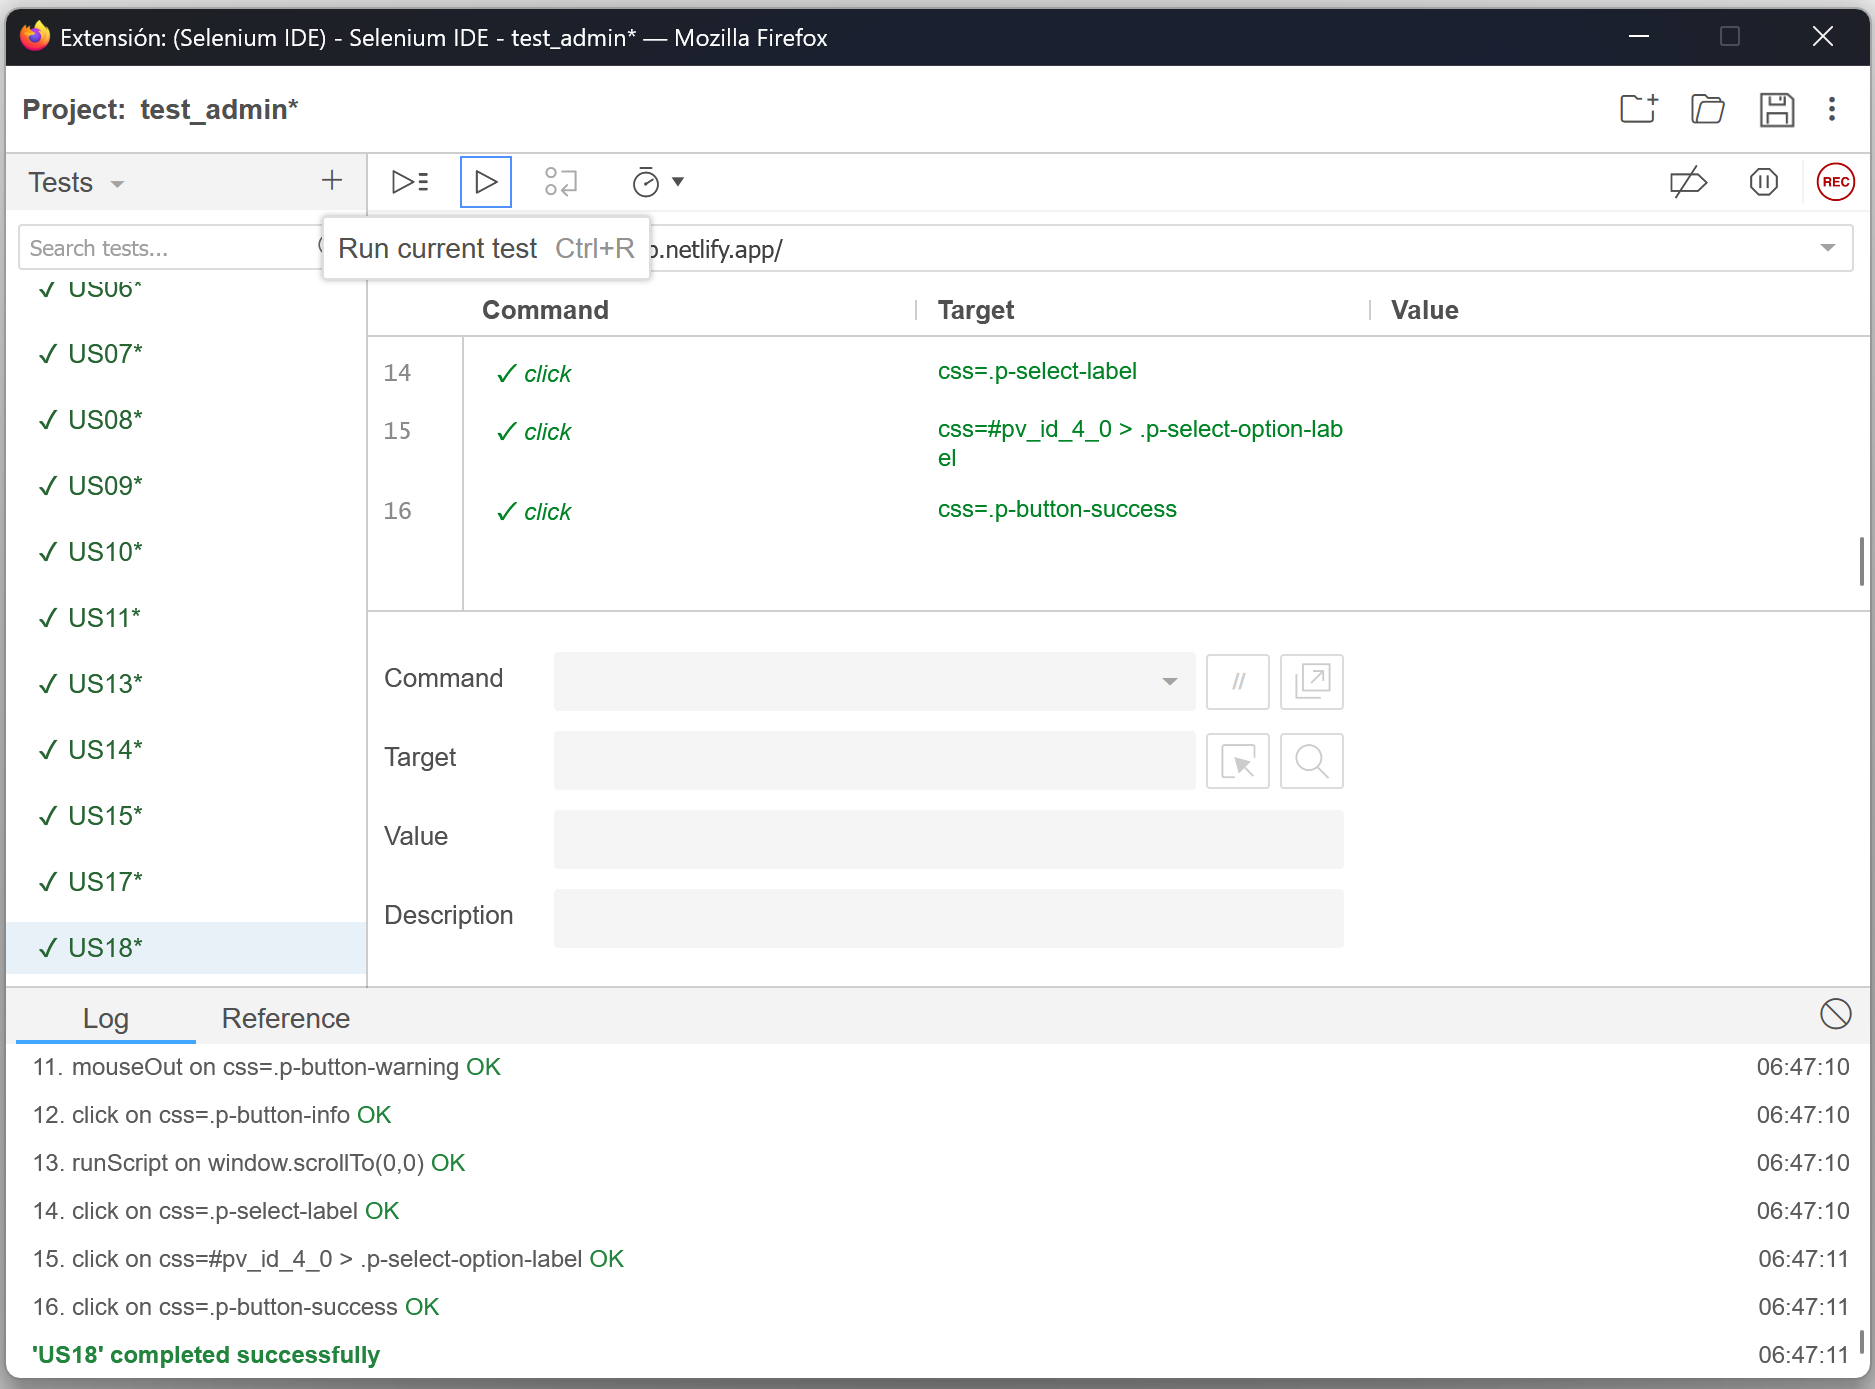 Extensión: (Selenium IDE) - Selenium IDE - test_admin* — Mozilla Firefox
Project: test_admin*
Tests
REC
Search tests...
Run current test Ctrl+R
.netlify.app/
Command Target Value
US06*
US07*
US08*
US09*
US10*
US11*
US13*
US14*
US15*
US17*
US18*
14 ✓ click css=.p-select-label
15 ✓ click css=#pv_id_4_0 > .p-select-option-lab
el
16 ✓ click css=.p-button-success
Command //
Target
Value
Description
Log Reference
11. mouseOut on css=.p-button-warning OK 06:47:10
12. click on css=.p-button-info OK 06:47:10
13. runScript on window.scrollTo(0,0) OK 06:47:10
14. click on css=.p-select-label OK 06:47:10
15. click on css=#pv_id_4_0 > .p-select-option-label OK 06:47:11
16. click on css=.p-button-success OK 06:47:11
'US18' completed successfully 06:47:11